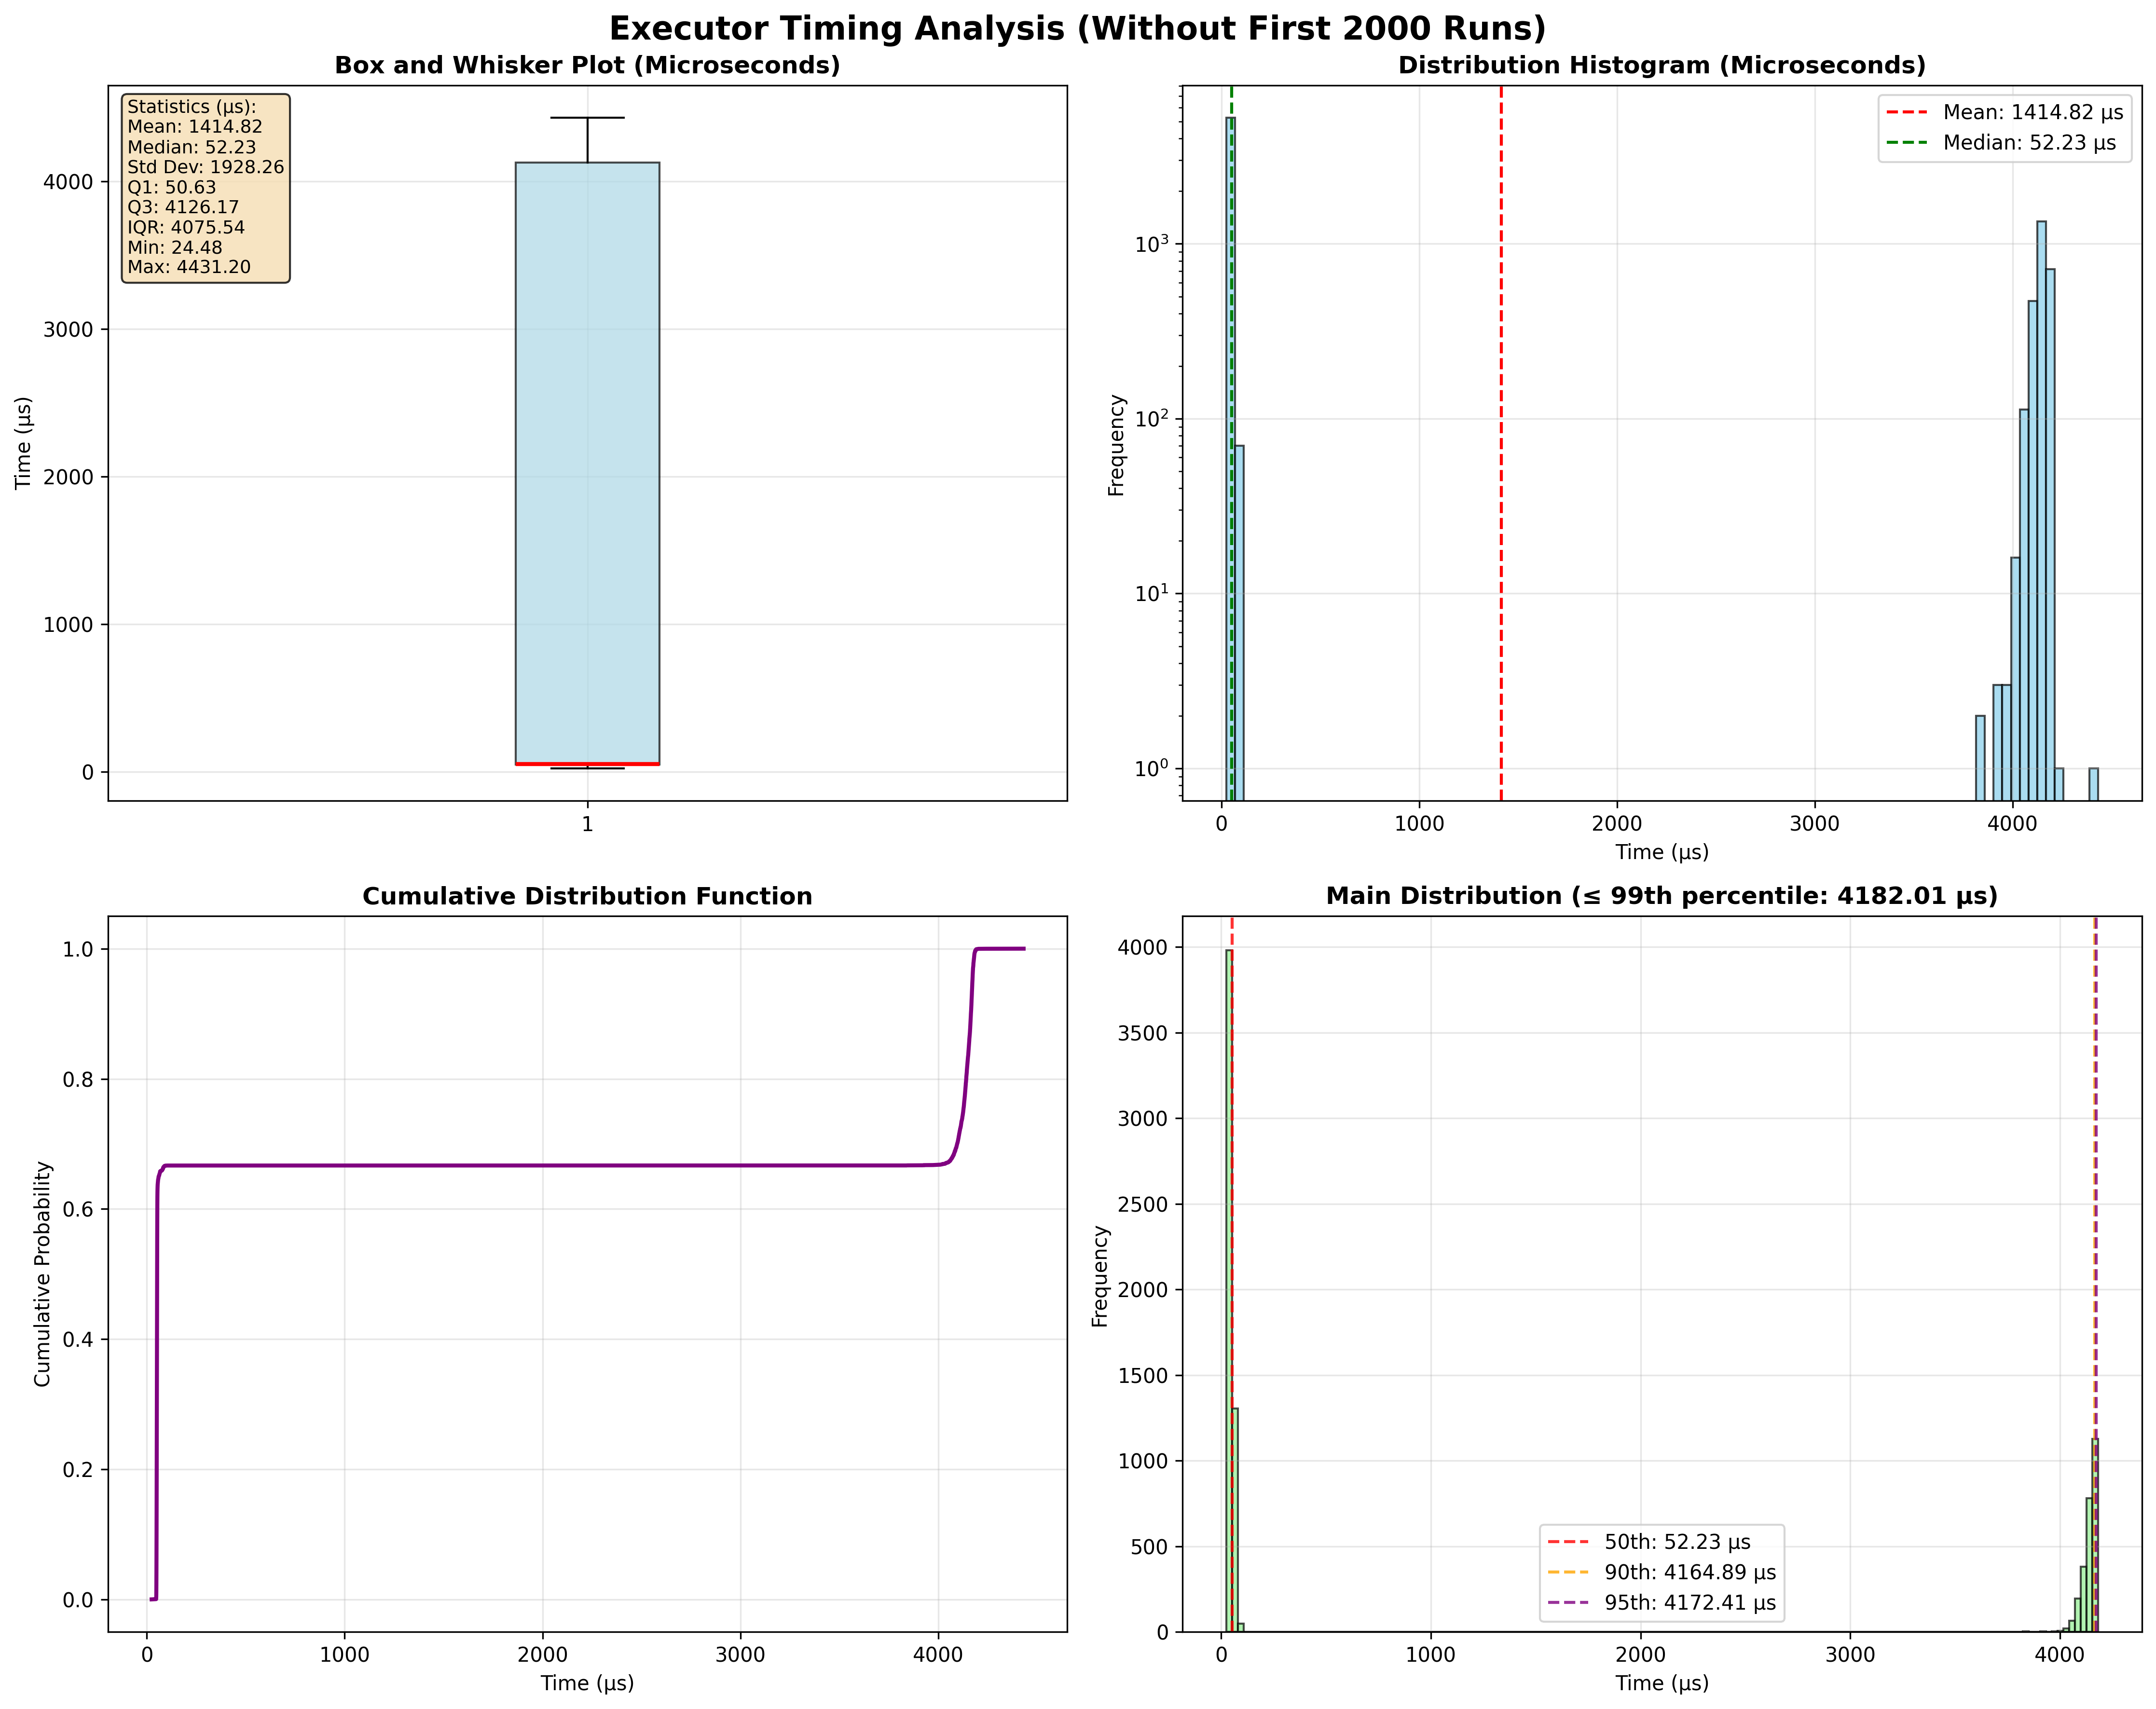 Executor Timing Analysis (Without First 2000 Runs)
Box and Whisker Plot (Microseconds)
Statistics (µs):
Mean: 1414.82
Median: 52.23
Std Dev: 1928.26
Q1: 50.63
Q3: 4126.17
IQR: 4075.54
Min: 24.48
Max: 4431.20
4000
3000
2000
1000
0
Time (µs)
1
Distribution Histogram (Microseconds)
Mean: 1414.82 µs
Median: 52.23 µs
10³
10²
10¹
10⁰
Frequency
0 1000 2000 3000 4000
Time (µs)
Cumulative Distribution Function
1.0
0.8
0.6
0.4
0.2
0.0
Cumulative Probability
0 1000 2000 3000 4000
Time (µs)
Main Distribution (≤ 99th percentile: 4182.01 µs)
4000
3500
3000
2500
2000
1500
1000
500
0
Frequency
50th: 52.23 µs
90th: 4164.89 µs
95th: 4172.41 µs
0 1000 2000 3000 4000
Time (µs)